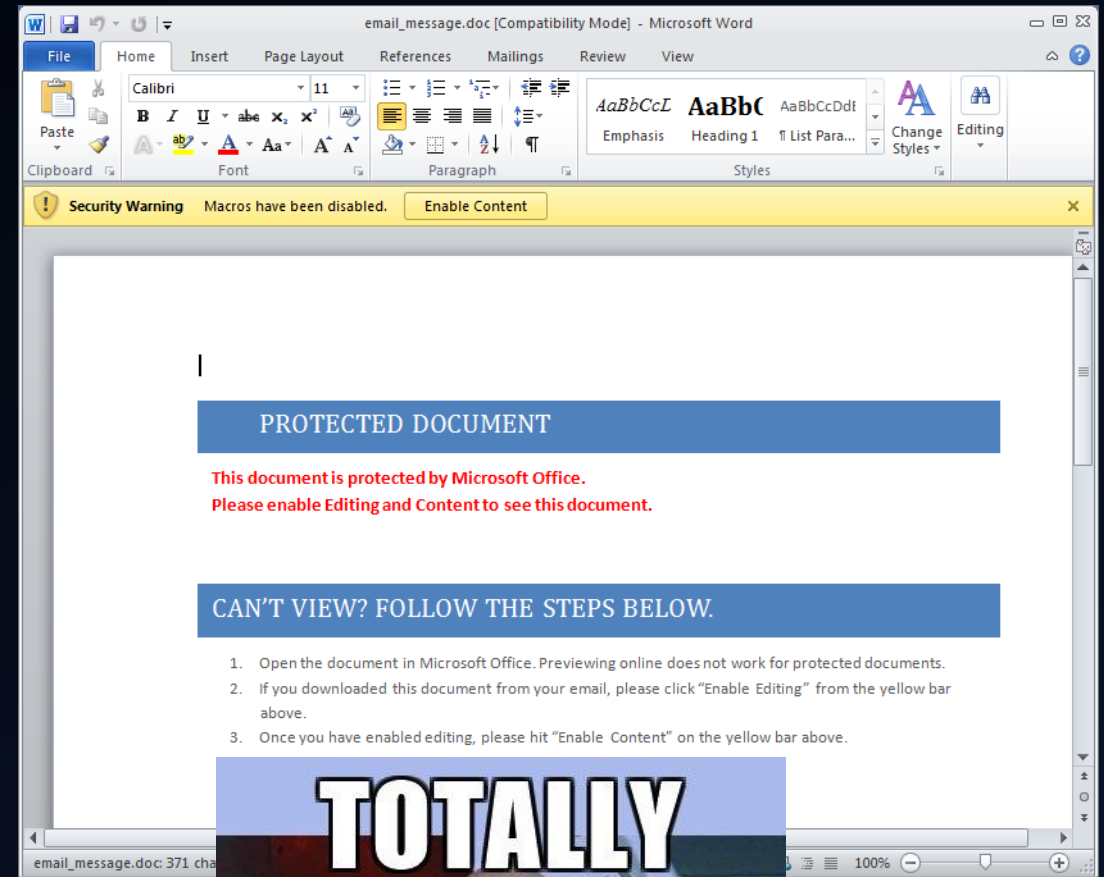 email_message.doc [Compatibility Mode] - Microsoft Word
File Home Insert Page Layout References Mailings Review View
Calibri 11
AaBbCcL AaBbC AaBbCcDdE
B I U abc X₂ X²
Paste
Emphasis Heading 1 ¶ List Para...
Change Styles
Editing
Aa A A
Clipboard Font Paragraph Styles
Security Warning Macros have been disabled. Enable Content
PROTECTED DOCUMENT
This document is protected by Microsoft Office.
Please enable Editing and Content to see this document.
CAN'T VIEW? FOLLOW THE STEPS BELOW.
1. Open the document in Microsoft Office. Previewing online does not work for protected documents.
2. If you downloaded this document from your email, please click “Enable Editing” from the yellow bar
above.
3. Once you have enabled editing, please hit “Enable Content” on the yellow bar above.
TOTALLY
email_message.doc: 371 cha
100%